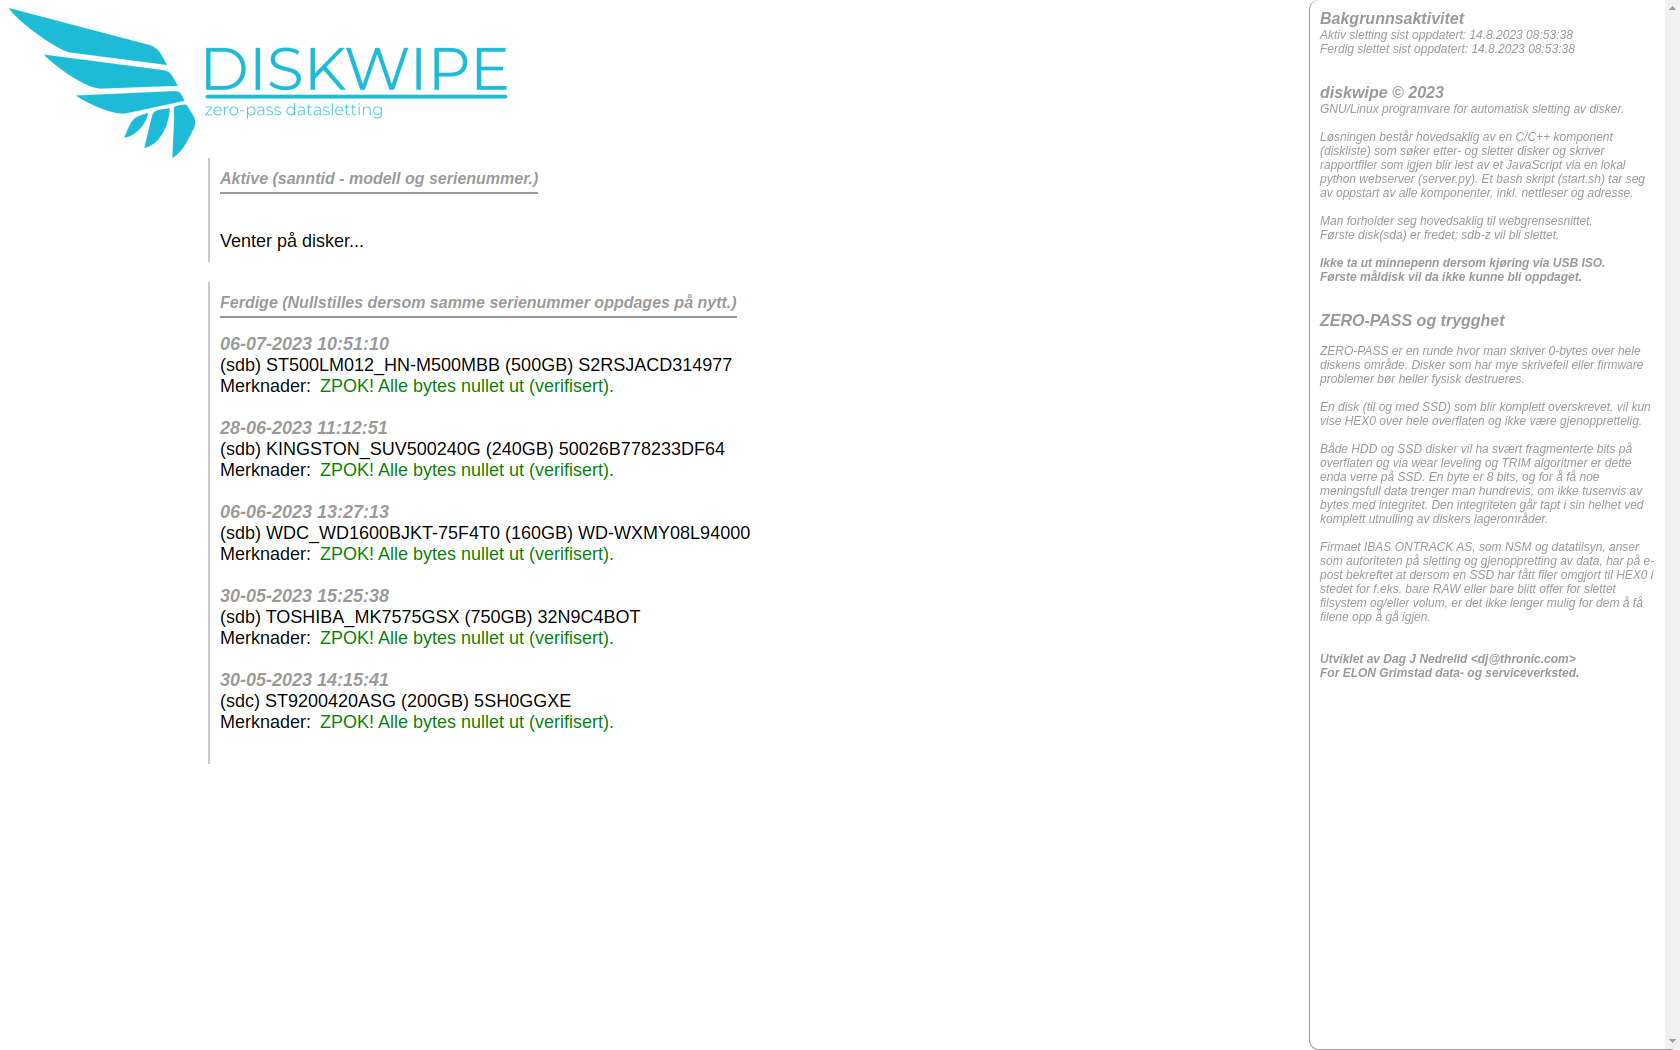 DISKWIPE
zero-pass datasletting
Aktive (sanntid - modell og serienummer.)
Venter på disker...
Ferdige (Nullstilles dersom samme serienummer oppdages på nytt.)
06-07-2023 10:51:10
(sdb) ST500LM012_HN-M500MBB (500GB) S2RSJACD314977
Merknader:  ZPOK! Alle bytes nullet ut (verifisert).
28-06-2023 11:12:51
(sdb) KINGSTON_SUV500240G (240GB) 50026B778233DF64
Merknader:  ZPOK! Alle bytes nullet ut (verifisert).
06-06-2023 13:27:13
(sdb) WDC_WD1600BJKT-75F4T0 (160GB) WD-WXMY08L94000
Merknader:  ZPOK! Alle bytes nullet ut (verifisert).
30-05-2023 15:25:38
(sdb) TOSHIBA_MK7575GSX (750GB) 32N9C4BOT
Merknader:  ZPOK! Alle bytes nullet ut (verifisert).
30-05-2023 14:15:41
(sdc) ST9200420ASG (200GB) 5SH0GGXE
Merknader:  ZPOK! Alle bytes nullet ut (verifisert).
Bakgrunnsaktivitet
Aktiv sletting sist oppdatert: 14.8.2023 08:53:38
Ferdig slettet sist oppdatert: 14.8.2023 08:53:38
diskwipe © 2023
GNU/Linux programvare for automatisk sletting av disker.
Løsningen består hovedsaklig av en C/C++ komponent
(diskliste) som søker etter- og sletter disker og skriver
rapportfiler som igjen blir lest av et JavaScript via en lokal
python webserver (server.py). Et bash skript (start.sh) tar seg
av oppstart av alle komponenter, inkl. nettleser og adresse.
Man forholder seg hovedsaklig til webgrensesnittet.
Første disk(sda) er fredet; sdb-z vil bli slettet.
Ikke ta ut minnepenn dersom kjøring via USB ISO.
Første måldisk vil da ikke kunne bli oppdaget.
ZERO-PASS og trygghet
ZERO-PASS er en runde hvor man skriver 0-bytes over hele
diskens område. Disker som har mye skrivefeil eller firmware
problemer bør heller fysisk destrueres.
En disk (til og med SSD) som blir komplett overskrevet, vil kun
vise HEX0 over hele overflaten og ikke være gjenopprettelig.
Både HDD og SSD disker vil ha svært fragmenterte bits på
overflaten og via wear leveling og TRIM algoritmer er dette
enda verre på SSD. En byte er 8 bits, og for å få noe
meningsfull data trenger man hundrevis, om ikke tusenvis av
bytes med integritet. Den integriteten går tapt i sin helhet ved
komplett utnulling av diskers lagerområder.
Firmaet IBAS ONTRACK AS, som NSM og datatilsyn, anser
som autoriteten på sletting og gjenoppretting av data, har på e-
post bekreftet at dersom en SSD har fått filer omgjort til HEX0 i
stedet for f.eks. bare RAW eller bare blitt offer for slettet
filsystem og/eller volum, er det ikke lenger mulig for dem å få
filene opp å gå igjen.
Utviklet av Dag J Nedrelid <dj@thronic.com>
For ELON Grimstad data- og serviceverksted.